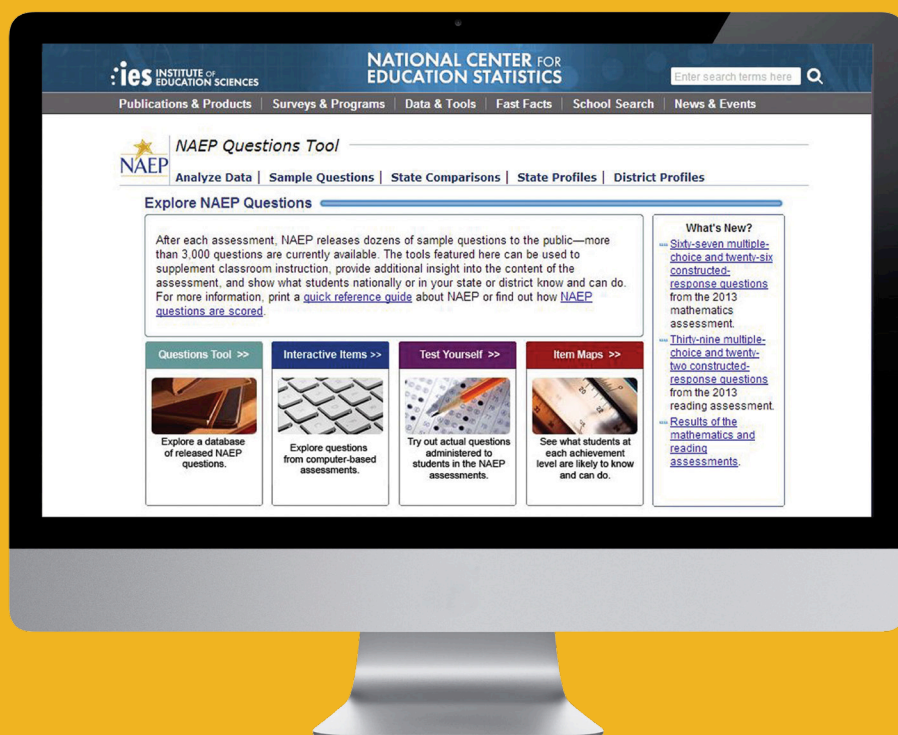 ies INSTITUTE OF
EDUCATION SCIENCES
NATIONAL CENTER FOR
EDUCATION STATISTICS
Enter search terms here
Publications & Products | Surveys & Programs | Data & Tools | Fast Facts | School Search | News & Events
NAEP
NAEP Questions Tool
Analyze Data | Sample Questions | State Comparisons | State Profiles | District Profiles
Explore NAEP Questions
After each assessment, NAEP releases dozens of sample questions to the public—more
than 3,000 questions are currently available. The tools featured here can be used to
supplement classroom instruction, provide additional insight into the content of the
assessment, and show what students nationally or in your state or district know and can do.
For more information, print a quick reference guide about NAEP or find out how NAEP
questions are scored.
What's New?
Sixty-seven multiple-
choice and twenty-six
constructed-
response questions
from the 2013
mathematics
assessment.
Thirty-nine multiple-
choice and twenty-
two constructed-
response questions
from the 2013
reading assessment.
Results of the
mathematics and
reading
assessments.
Questions Tool >>
Explore a database
of released NAEP
questions.
Interactive Items >>
Explore questions
from computer-based
assessments.
Test Yourself >>
Try out actual questions
administered to
students in the NAEP
assessments.
Item Maps >>
See what students at
each achievement
level are likely to know
and can do.